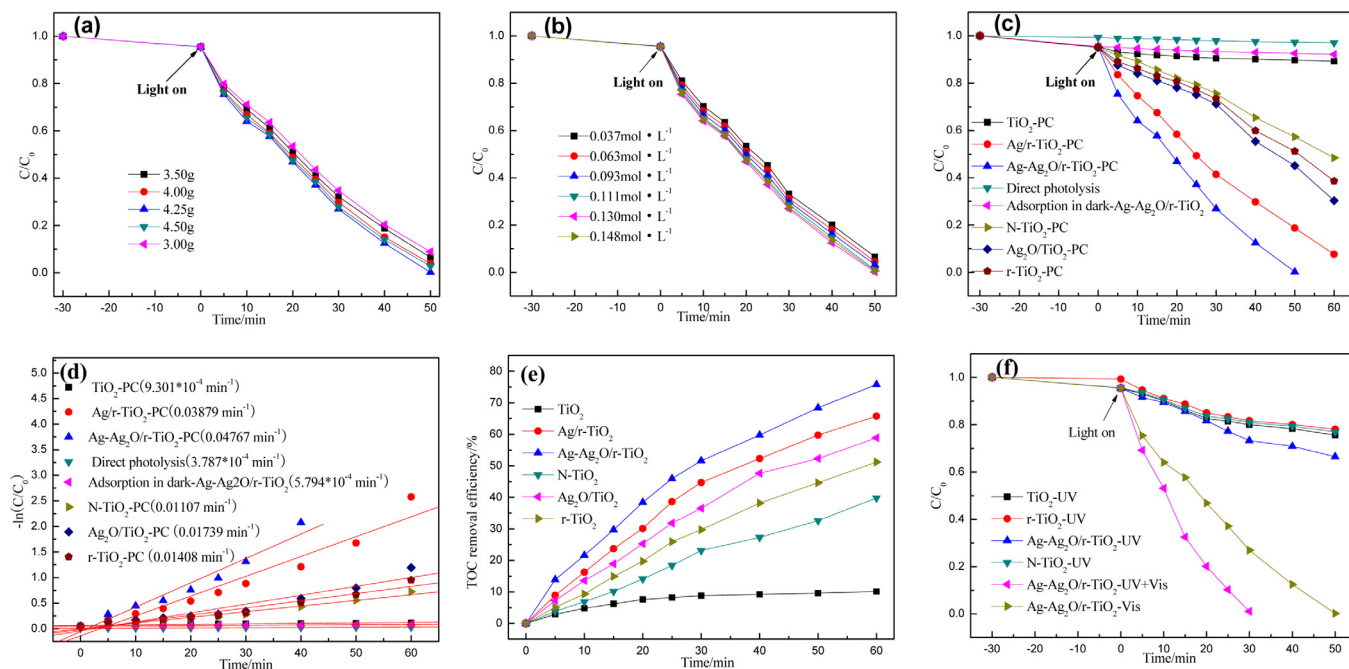 (a)
C/C0
1.0
0.8
0.6
0.4
0.2
0.0
Light on
3.50g
4.00g
4.25g
4.50g
3.00g
-30 -20 -10 0 10 20 30 40 50
Time/min
(b)
C/C0
1.0
0.8
0.6
0.4
0.2
0.0
Light on
0.037mol • L-1
0.063mol • L-1
0.093mol • L-1
0.111mol • L-1
0.130mol • L-1
0.148mol • L-1
-30 -20 -10 0 10 20 30 40 50
Time/min
(c)
C/C0
1.0
0.8
0.6
0.4
0.2
0.0
Light on
TiO2-PC
Ag/r-TiO2-PC
Ag-Ag2O/r-TiO2-PC
Direct photolysis
Adsorption in dark-Ag-Ag2O/r-TiO2
N-TiO2-PC
Ag2O/TiO2-PC
r-TiO2-PC
-30 -20 -10 0 10 20 30 40 50 60
Time/min
(d)
-ln(C/C0)
5.0
4.5
4.0
3.5
3.0
2.5
2.0
1.5
1.0
0.5
0.0
TiO2-PC(9.301*10-4 min-1)
Ag/r-TiO2-PC(0.03879 min-1)
Ag-Ag2O/r-TiO2-PC(0.04767 min-1)
Direct photolysis(3.787*10-4 min-1)
Adsorption in dark-Ag-Ag2O/r-TiO2(5.794*10-4 min-1)
N-TiO2-PC(0.01107 min-1)
Ag2O/TiO2-PC (0.01739 min-1)
r-TiO2-PC (0.01408 min-1)
0 10 20 30 40 50 60
Time/min
(e)
TOC removal efficiency/%
80
70
60
50
40
30
20
10
0
TiO2
Ag/r-TiO2
Ag-Ag2O/r-TiO2
N-TiO2
Ag2O/TiO2
r-TiO2
0 10 20 30 40 50 60
Time/min
(f)
C/C0
1.0
0.8
0.6
0.4
0.2
0.0
Light on
TiO2-UV
r-TiO2-UV
Ag-Ag2O/r-TiO2-UV
N-TiO2-UV
Ag-Ag2O/r-TiO2-UV+Vis
Ag-Ag2O/r-TiO2-Vis
-30 -20 -10 0 10 20 30 40 50
Time/min